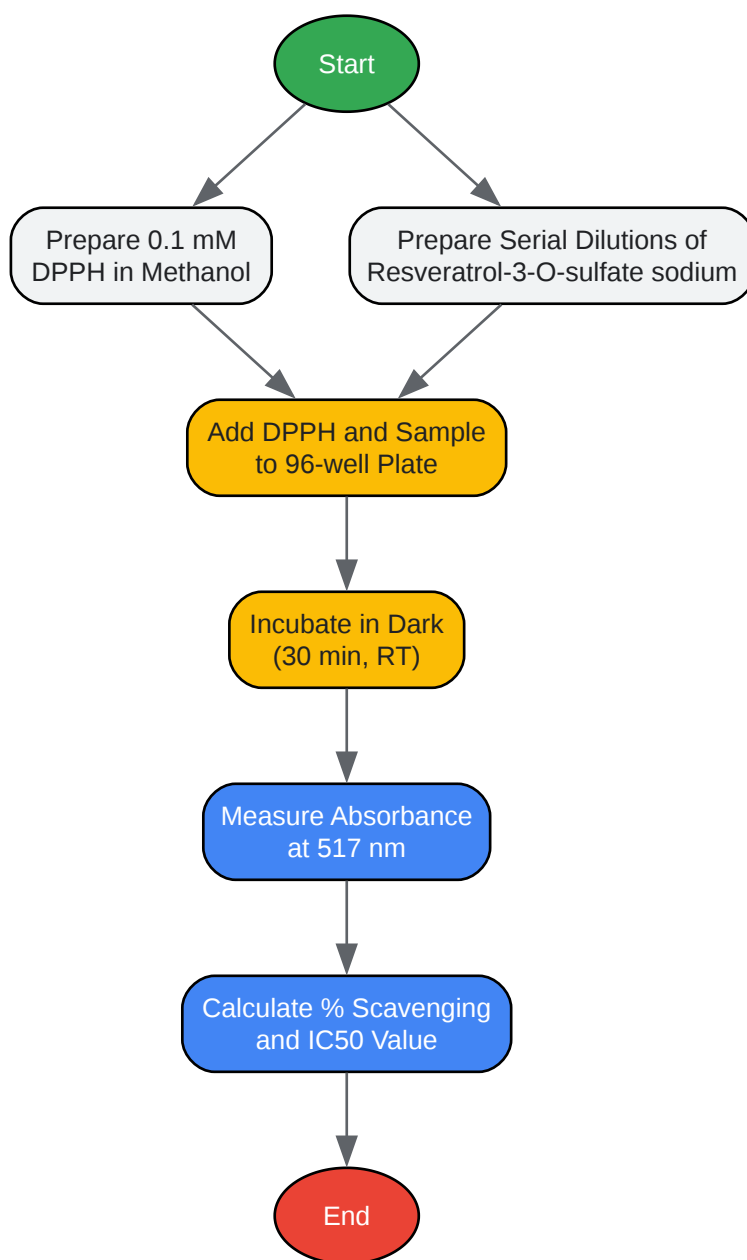 Start
Prepare 0.1 mM
DPPH in Methanol
Prepare Serial Dilutions of
Resveratrol-3-O-sulfate sodium
Add DPPH and Sample
to 96-well Plate
Incubate in Dark
(30 min, RT)
Measure Absorbance
at 517 nm
Calculate % Scavenging
and IC50 Value
End